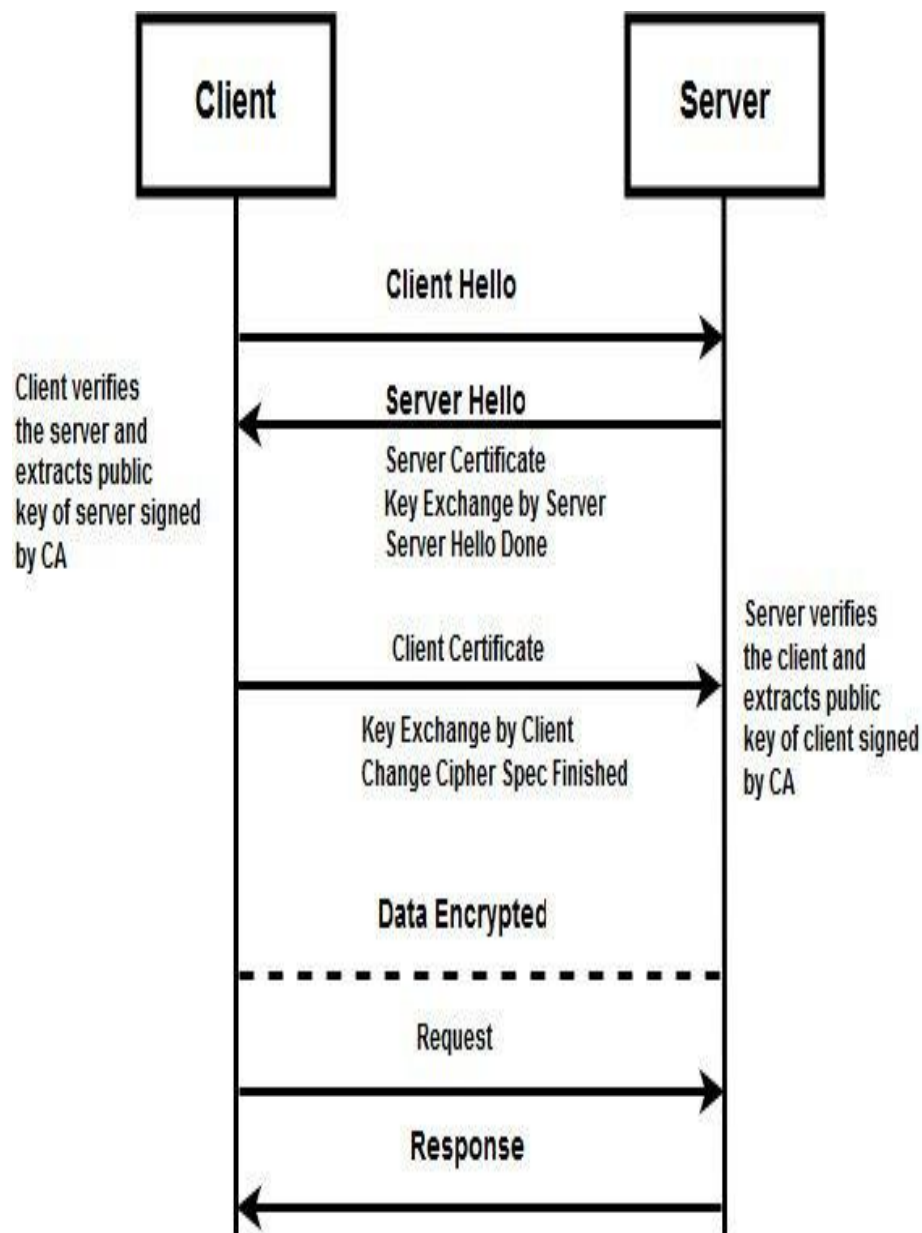 Client
Server
Client Hello
Client verifies
the server and
extracts public
key of server signed
by CA
Server Hello
Server Certificate
Key Exchange by Server
Server Hello Done
Client Certificate
Server verifies
the client and
extracts public
key of client signed
by CA
Key Exchange by Client
Change Cipher Spec Finished
Data Encrypted
Request
Response